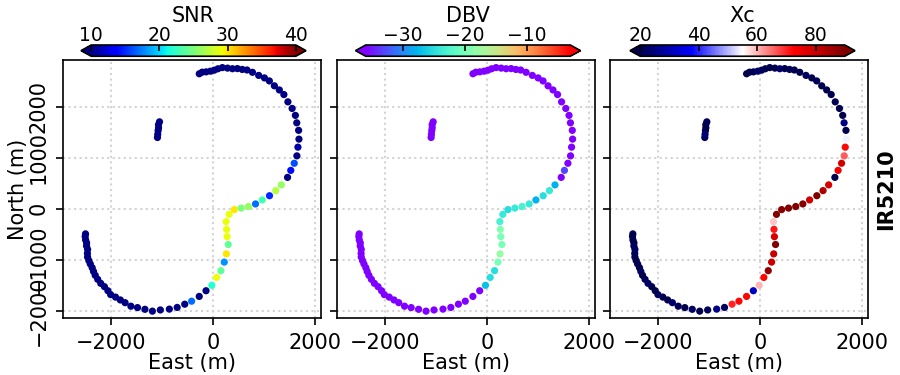 SNR DBV Xc
10 20 30 40 −30 −20 −10 20 40 60 80
North (m)
2000
1000
0
−1000
−2000
IR5210
−2000 0 2000 −2000 0 2000 −2000 0 2000
East (m) East (m) East (m)